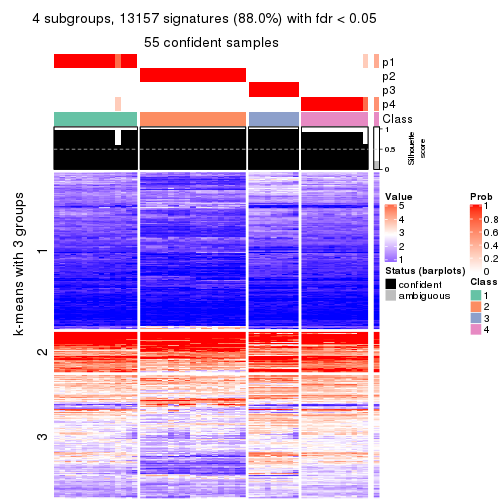 4 subgroups, 13157 signatures (88.0%) with fdr < 0.05
55 confident samples
p1
p2
p3
p4
Class
1
0.5
0
Silhouette
score
k-means with 3 groups
1
2
3
Value
5
4
3
2
1
Status (barplots)
confident
ambiguous
Prob
1
0.8
0.6
0.4
0.2
0
Class
1
2
3
4